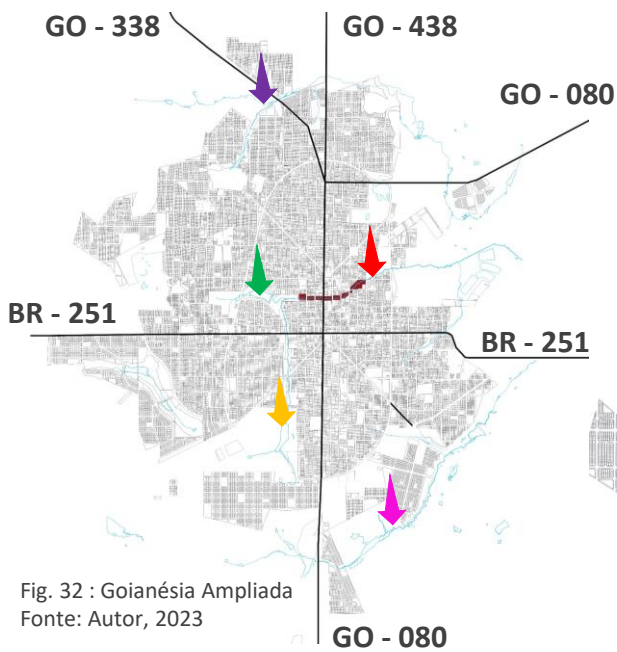 GO - 338
GO - 438
GO - 080
BR - 251
BR - 251
Fig. 32 : Goianésia Ampliada
Fonte: Autor, 2023
GO - 080